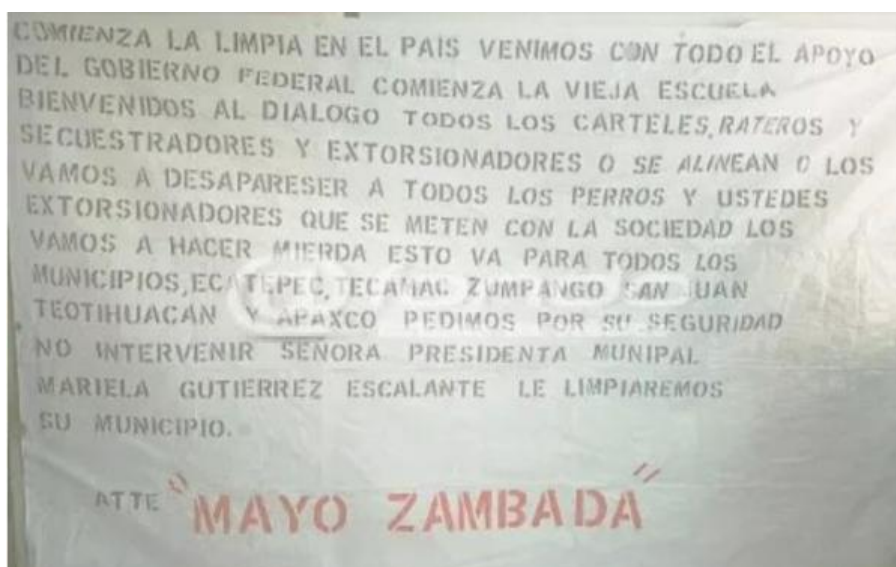 COMIENZA LA LIMPIA EN EL PAIS VENIMOS CON TODO EL APOYO
DEL GOBIERNO FEDERAL COMIENZA LA VIEJA ESCUELA
BIENVENIDOS AL DIALOGO TODOS LOS CARTELES, RATEROS Y
SECUESTRADORES Y EXTORSIONADORES O SE ALINEAN O LOS
VAMOS A DESAPARESER A TODOS LOS PERROS Y USTEDES
EXTORSIONADORES QUE SE METEN CON LA SOCIEDAD LOS
VAMOS A HACER MIERDA ESTO VA PARA TODOS LOS
MUNICIPIOS, ECATEPEC, TECAMAC ZUMPANGO SAN JUAN
TEOTIHUACAN Y APAXCO PEDIMOS POR SU SEGURIDAD
NO INTERVENIR SEÑORA PRESIDENTA MUNIPAL
MARIELA GUTIERREZ ESCALANTE LE LIMPIAREMOS
SU MUNICIPIO.
ATTE "MAYO ZAMBADA"